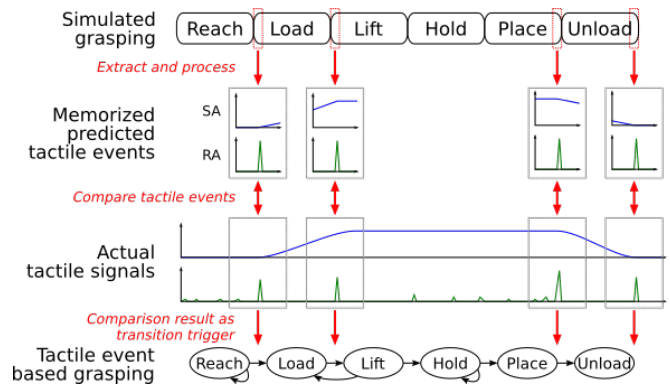 Simulated
grasping
Reach Load Lift Hold Place Unload
Extract and process
Memorized
predicted
tactile events
SA
RA
Compare tactile events
Actual
tactile signals
Comparison result as
transition trigger
Tactile event
based grasping
Reach Load Lift Hold Place Unload